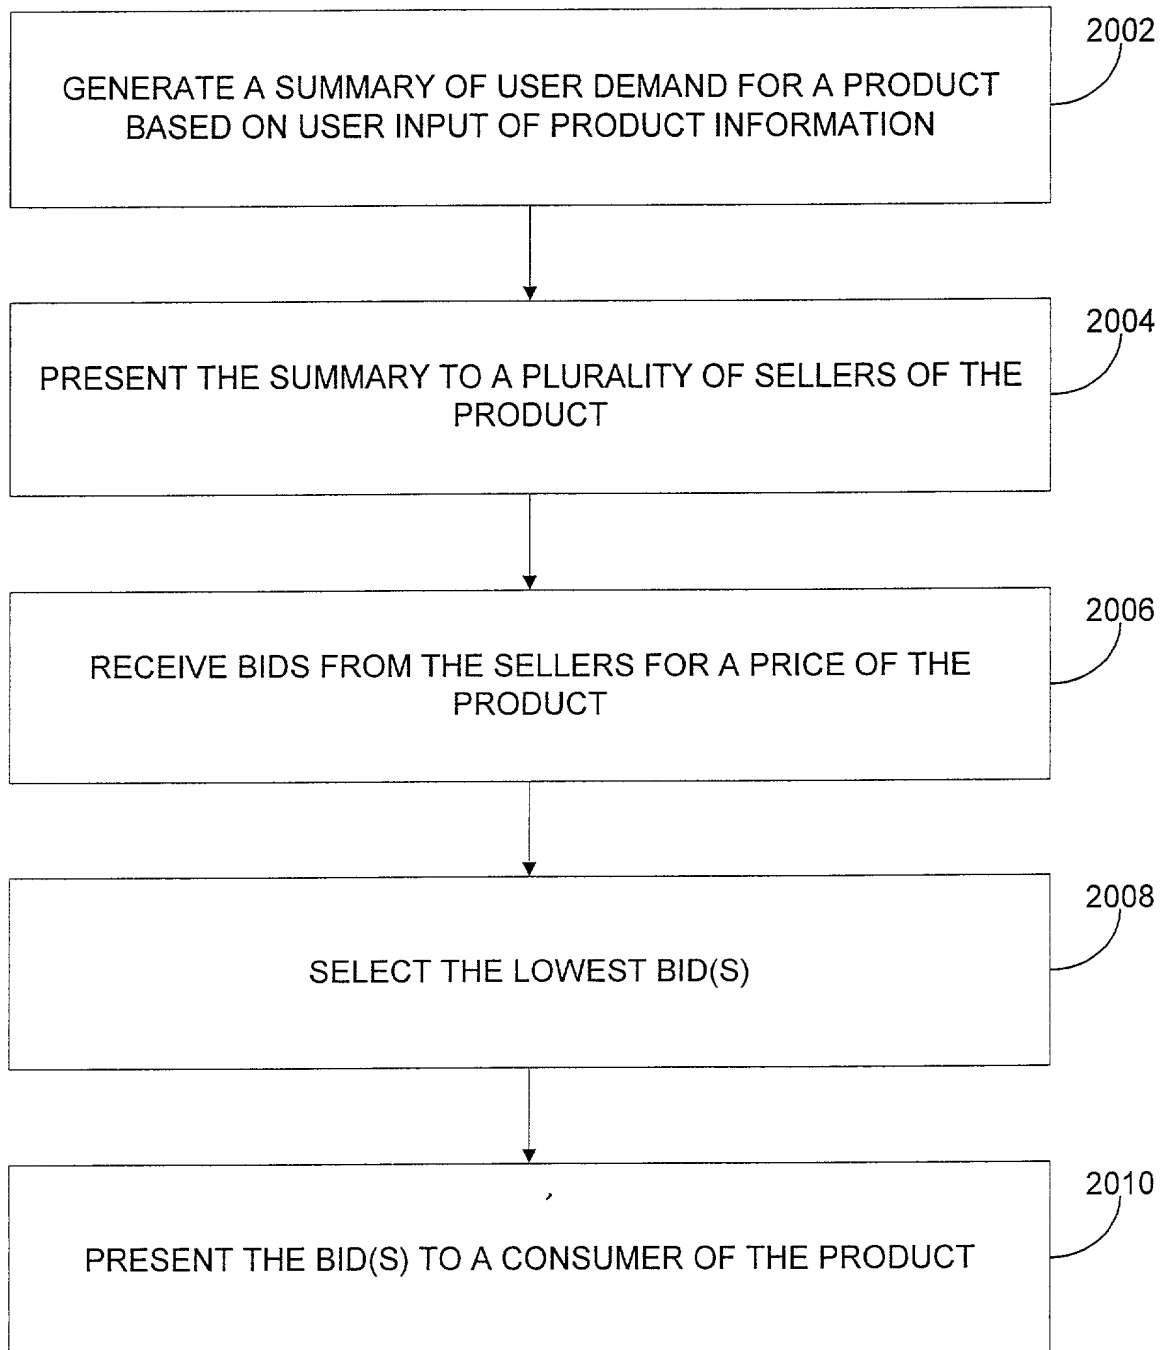 2002
GENERATE A SUMMARY OF USER DEMAND FOR A PRODUCT
BASED ON USER INPUT OF PRODUCT INFORMATION
2004
PRESENT THE SUMMARY TO A PLURALITY OF SELLERS OF THE
PRODUCT
2006
RECEIVE BIDS FROM THE SELLERS FOR A PRICE OF THE
PRODUCT
2008
SELECT THE LOWEST BID(S)
2010
PRESENT THE BID(S) TO A CONSUMER OF THE PRODUCT